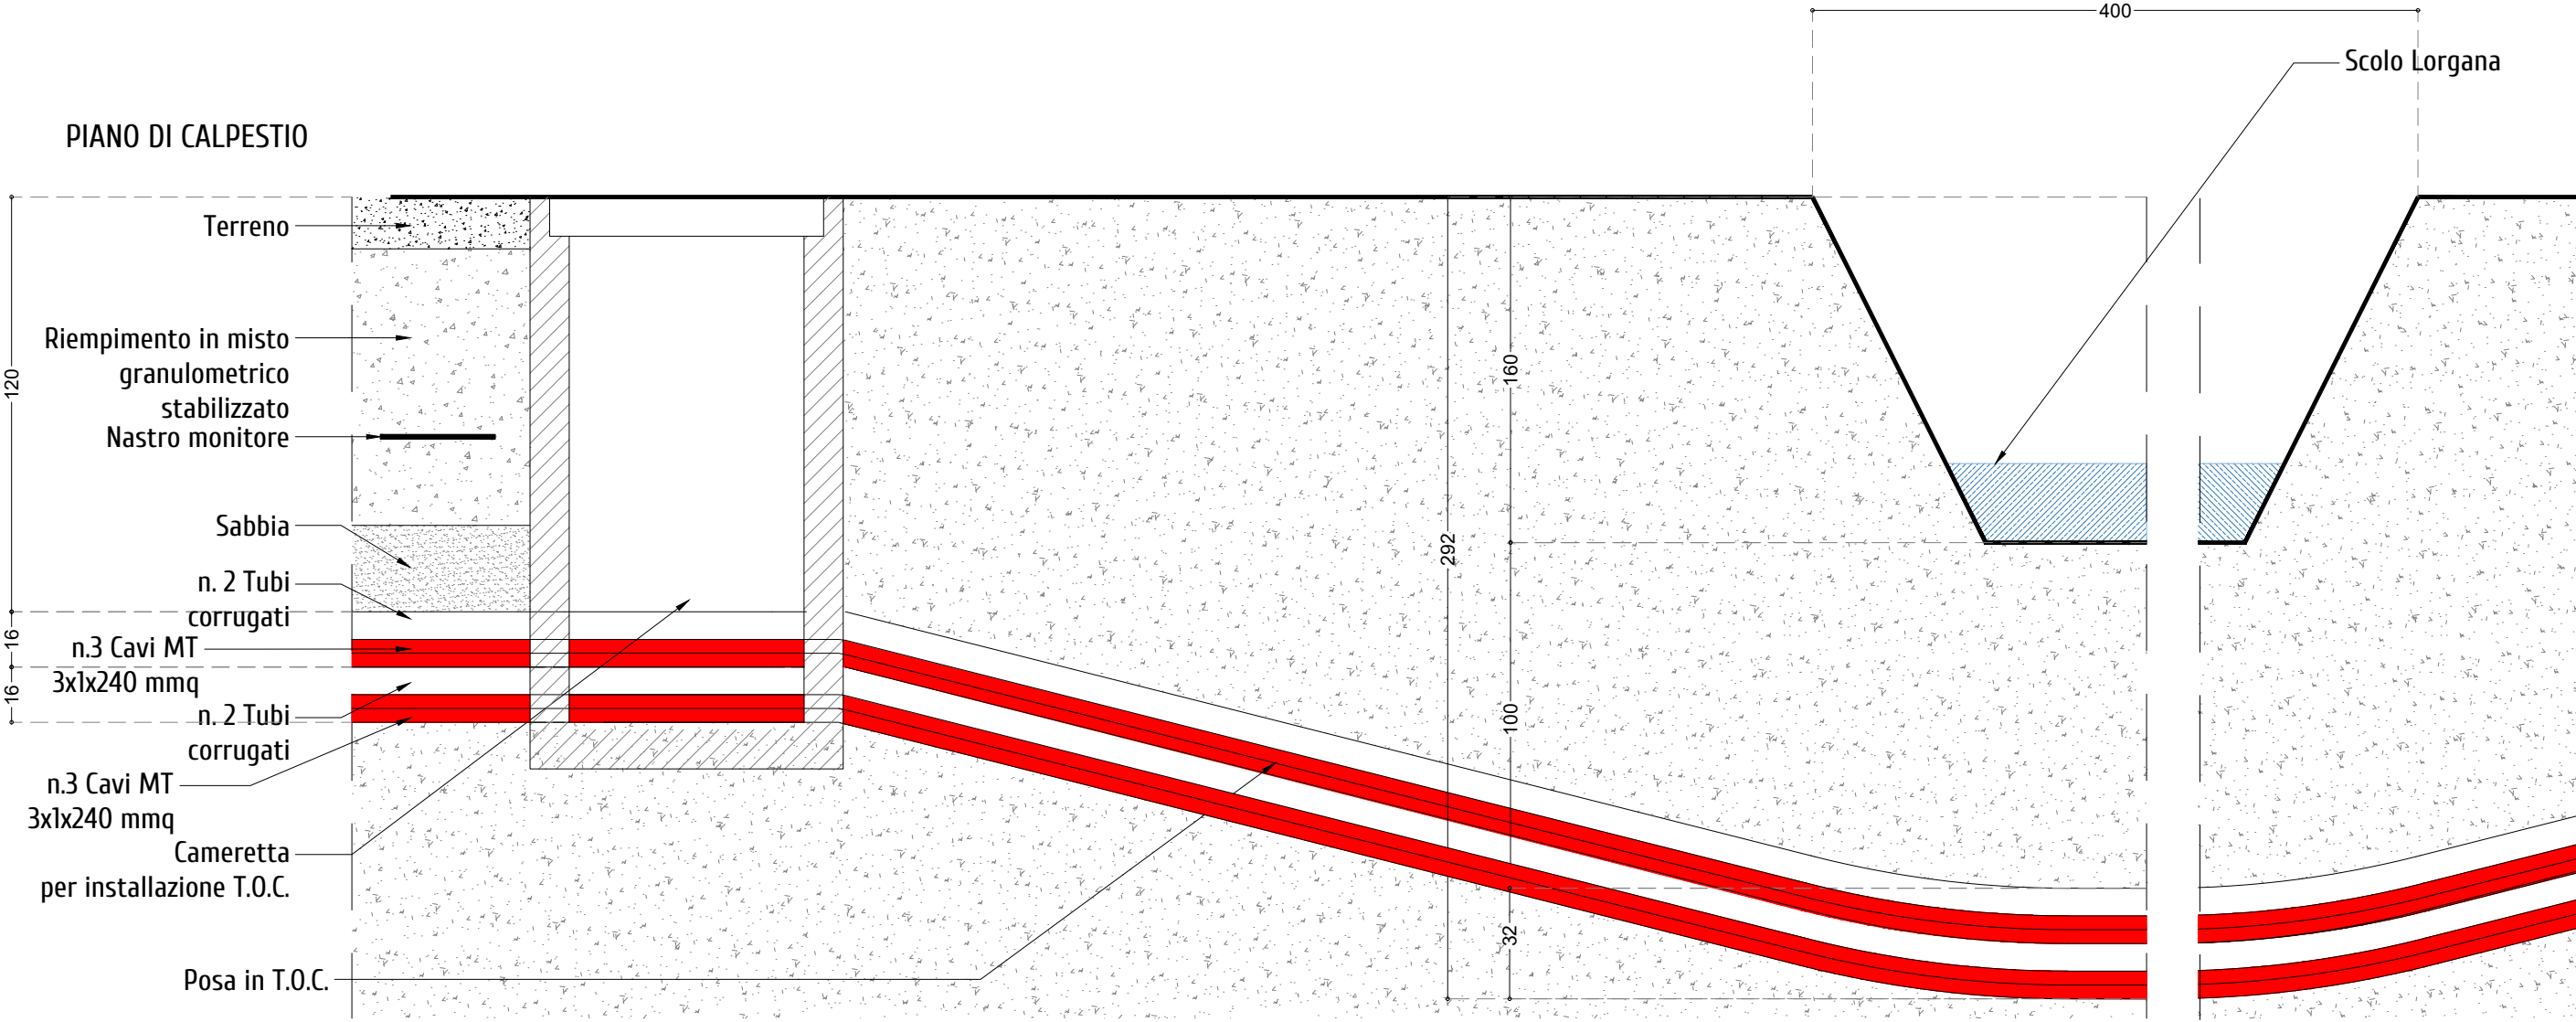 400
Scolo Lorgana
PIANO DI CALPESTIO
Terreno
Riempimento in misto
granulometrico
stabilizzato
Nastro monitore
Sabbia
n. 2 Tubi
corrugati
n.3 Cavi MT
3x1x240 mmq
n. 2 Tubi
corrugati
n.3 Cavi MT
3x1x240 mmq
Cameretta
per installazione T.O.C.
Posa in T.O.C.
120
16
16
292
160
100
32